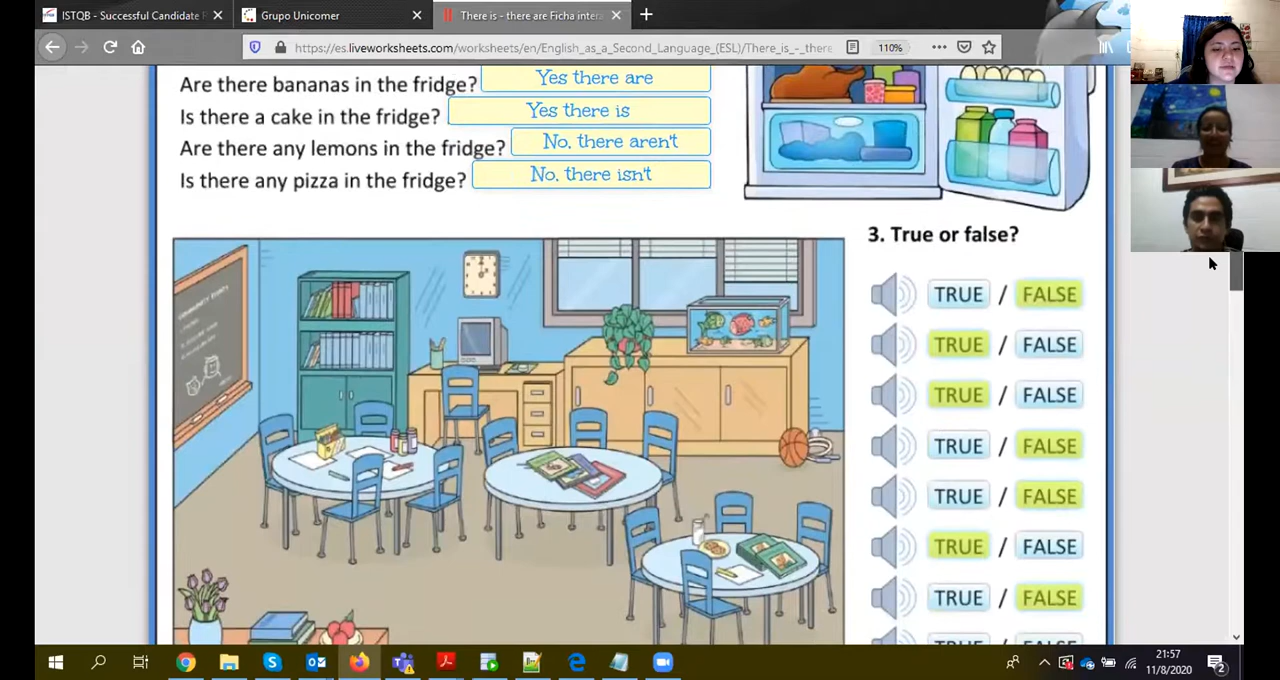 ISTQB - Successful Candidate R
Grupo Unicomer
There is - there are Ficha intera
https://es.liveworksheets.com/worksheets/en/English_as_a_Second_Language_(ESL)/There_is_-_there
110%
Are there bananas in the fridge? Yes there are
Is there a cake in the fridge? Yes there is
Are there any lemons in the fridge? No, there aren't
Is there any pizza in the fridge? No, there isn't
3. True or false?
TRUE / FALSE
TRUE / FALSE
TRUE / FALSE
TRUE / FALSE
TRUE / FALSE
TRUE / FALSE
TRUE / FALSE
21:57
11/8/2020
2